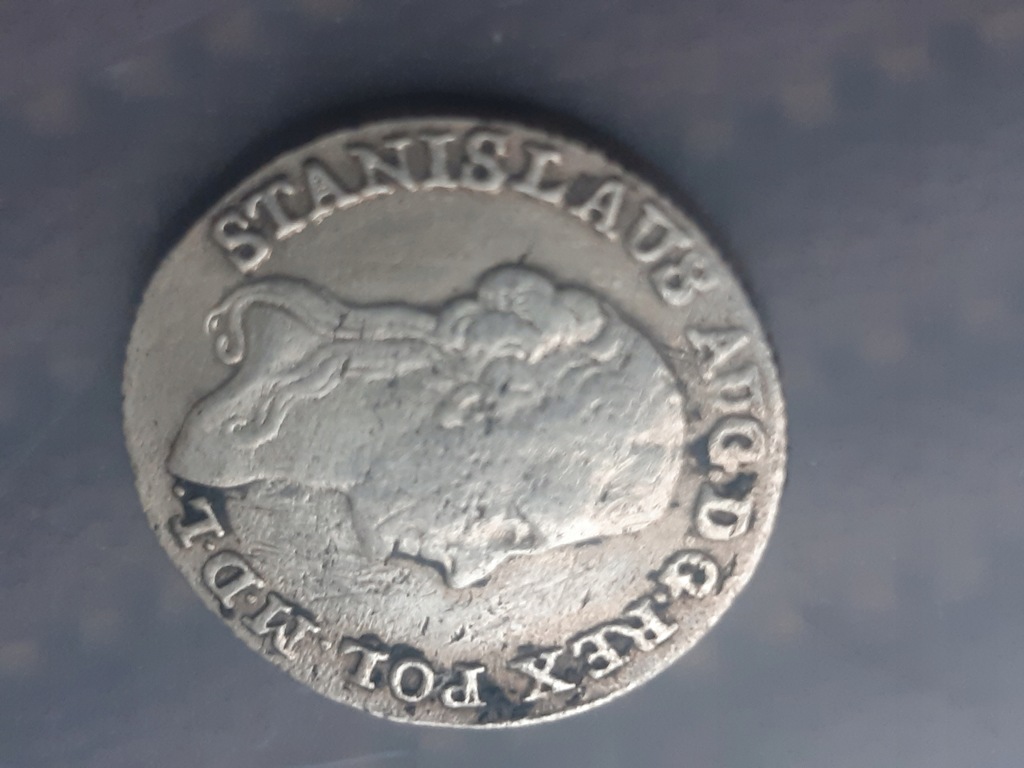 STANISLAUS AUG. D. G. REX POL. M. D. L.